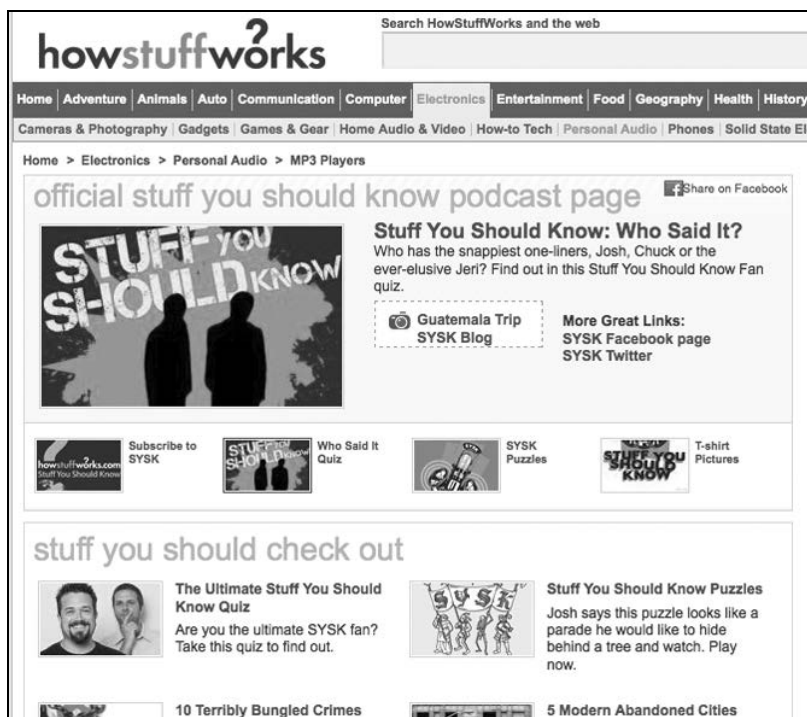 howstuffworks
Search HowStuffWorks and the web
Home | Adventure | Animals | Auto | Communication | Computer | Electronics | Entertainment | Food | Geography | Health | History
Cameras & Photography | Gadgets | Games & Gear | Home Audio & Video | How-to Tech | Personal Audio | Phones | Solid State El
Home > Electronics > Personal Audio > MP3 Players
official stuff you should know podcast page
Share on Facebook
STUFF YOU
SHOULD KNOW
Stuff You Should Know: Who Said It?
Who has the snappiest one-liners, Josh, Chuck or the
ever-elusive Jeri? Find out in this Stuff You Should Know Fan
quiz.
Guatemala Trip
SYSK Blog
More Great Links:
SYSK Facebook page
SYSK Twitter
howstuffworks.com
Stuff You Should Know
Subscribe to
SYSK
STUFF YOU
SHOULD KNOW
Who Said It
Quiz
SYSK
Puzzles
STUFF YOU
SHOULD
KNOW
T-shirt
Pictures
stuff you should check out
The Ultimate Stuff You Should
Know Quiz
Are you the ultimate SYSK fan?
Take this quiz to find out.
SYSK
Stuff You Should Know Puzzles
Josh says this puzzle looks like a
parade he would like to hide
behind a tree and watch. Play
now.
10 Terribly Bungled Crimes
5 Modern Abandoned Cities